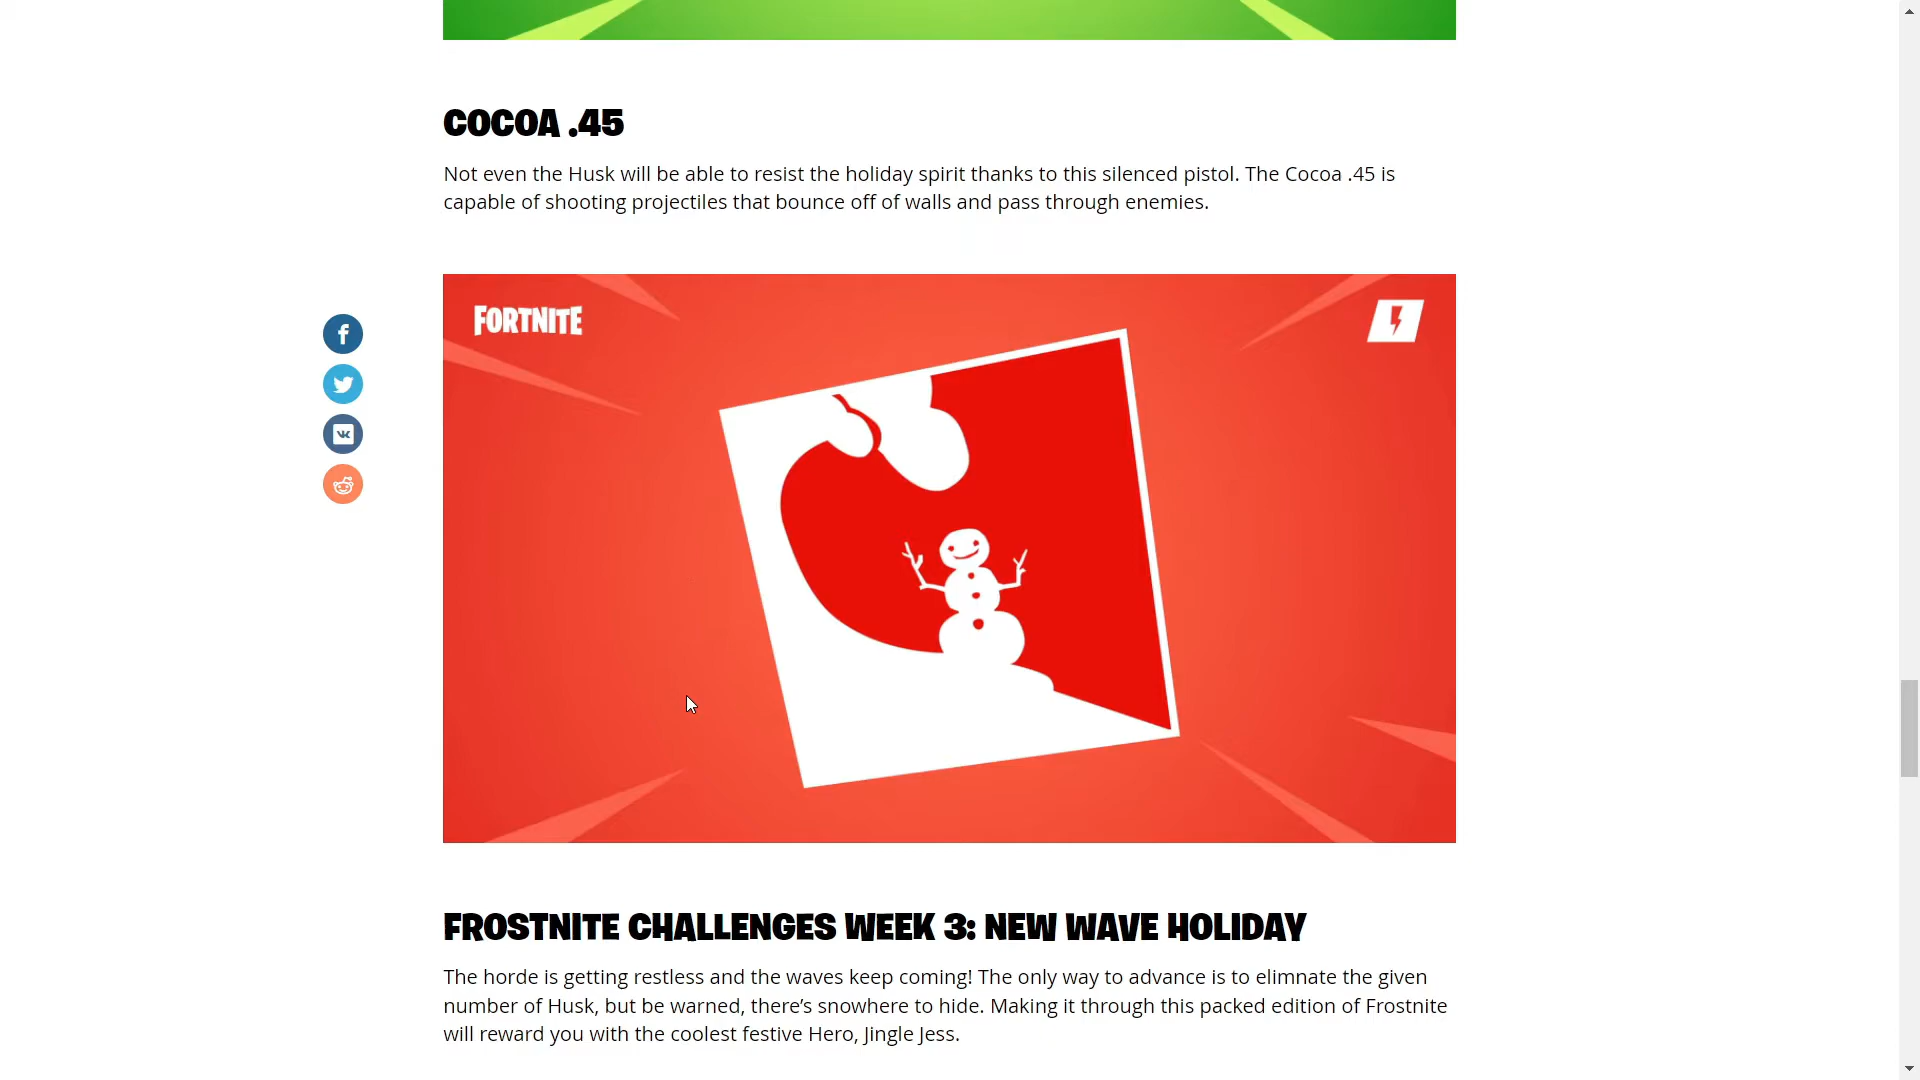 COCOA .45
Not even the Husk will be able to resist the holiday spirit thanks to this silenced pistol. The Cocoa .45 is
capable of shooting projectiles that bounce off of walls and pass through enemies.
FORTNITE
FROSTNITE CHALLENGES WEEK 3: NEW WAVE HOLIDAY
The horde is getting restless and the waves keep coming! The only way to advance is to elimnate the given
number of Husk, but be warned, there’s snowhere to hide. Making it through this packed edition of Frostnite
will reward you with the coolest festive Hero, Jingle Jess.